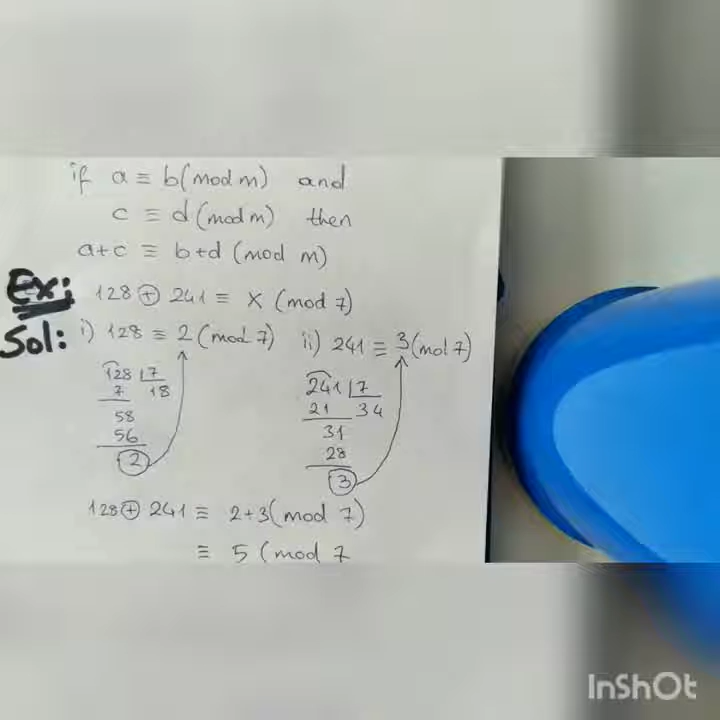 if a ≡ b(mod m) and
c ≡ d (mod m) then
a+c ≡ b+d (mod m)
Ex: 128 ⊕ 241 ≡ X (mod 7)
Sol: i) 128 ≡ 2 (mod 7) ii) 241 ≡ 3 (mol 7)
128 7 241 7
7 18 21 34
58 31
56 28
2 3
128 ⊕ 241 ≡ 2+3(mod 7)
≡ 5 (mod 7
InShOt